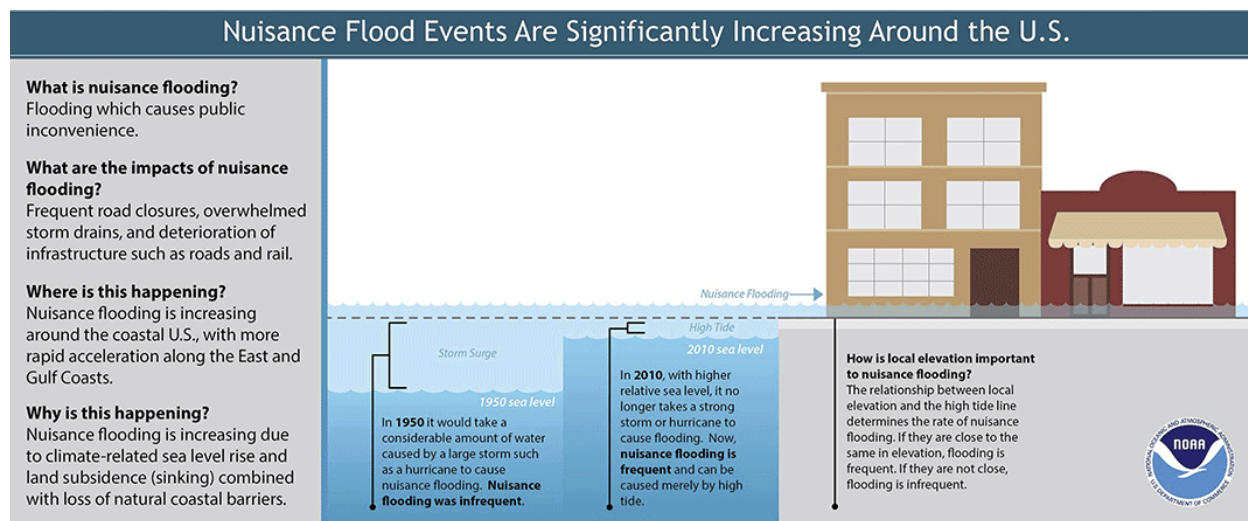 Nuisance Flood Events Are Significantly Increasing Around the U.S.
What is nuisance flooding?
Flooding which causes public
inconvenience.
What are the impacts of nuisance
flooding?
Frequent road closures, overwhelmed
storm drains, and deterioration of
infrastructure such as roads and rail.
Where is this happening?
Nuisance flooding is increasing
around the coastal U.S., with more
rapid acceleration along the East and
Gulf Coasts.
Why is this happening?
Nuisance flooding is increasing due
to climate-related sea level rise and
land subsidence (sinking) combined
with loss of natural coastal barriers.
Nuisance Flooding
Storm Surge
1950 sea level
In 1950 it would take a
considerable amount of water
caused by a large storm such
as a hurricane to cause
nuisance flooding. Nuisance
flooding was infrequent.
High Tide
2010 sea level
In 2010, with higher
relative sea level, it no
longer takes a strong
storm or hurricane to
cause flooding. Now,
nuisance flooding is
frequent and can be
caused merely by high
tide.
How is local elevation important
to nuisance flooding?
The relationship between local
elevation and the high tide line
determines the rate of nuisance
flooding. If they are close to the
same in elevation, flooding is
frequent. If they are not close,
flooding is infrequent.
NATIONAL OCEANIC AND ATMOSPHERIC ADMINISTRATION
NOAA
U.S. DEPARTMENT OF COMMERCE